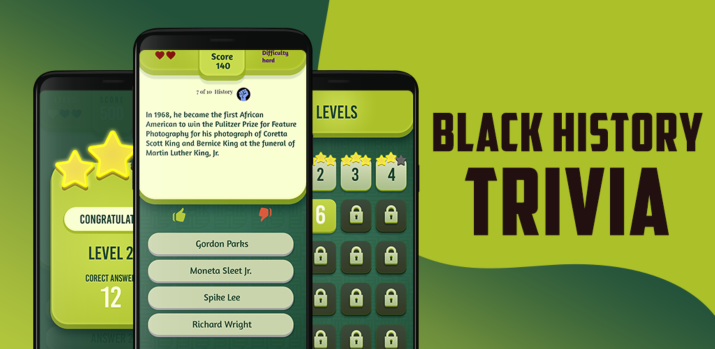 CONGRATULAT
LEVEL 2
CORECT ANSWE
12
Score
140
Difficulty
hard
7 of 10 History
In 1968, he became the first African
American to win the Pulitzer Prize for Feature
Photography for his photograph of Coretta
Scott King and Bernice King at the funeral of
Martin Luther King, Jr.
Gordon Parks
Moneta Sleet Jr.
Spike Lee
Richard Wright
LEVELS
2 3 4
6
BLACK HISTORY
TRIVIA